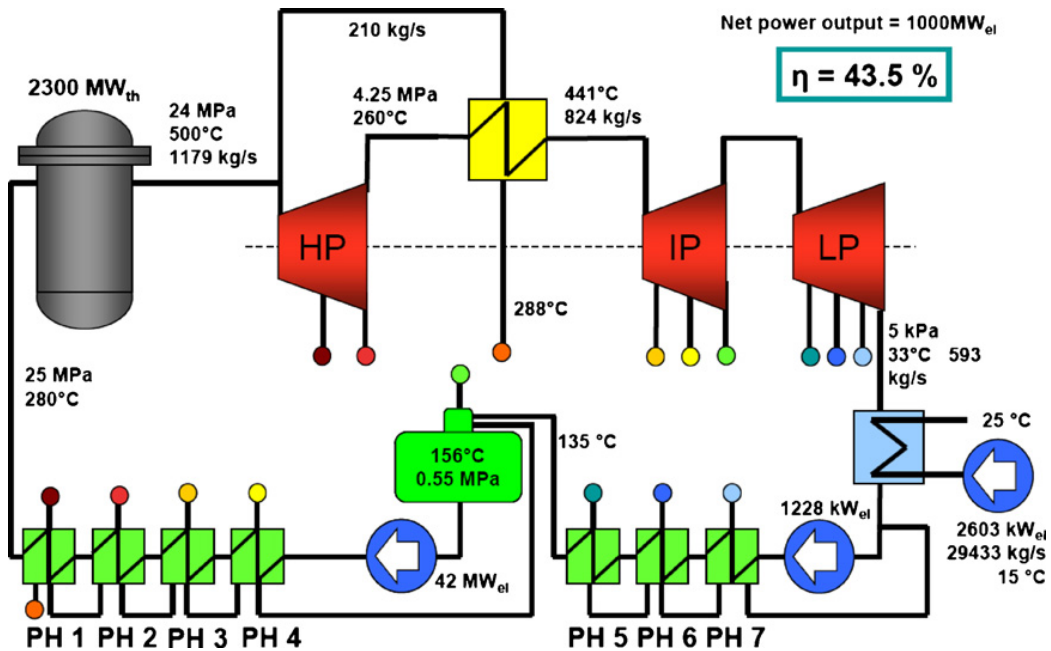 Net power output = 1000MWel
η = 43.5 %
210 kg/s
2300 MWth
24 MPa
500°C
1179 kg/s
4.25 MPa
260°C
441°C
824 kg/s
HP
IP
LP
288°C
5 kPa
33°C 593
kg/s
25 MPa
280°C
25 °C
135 °C
156°C
0.55 MPa
1228 kWel
42 MWel
2603 kWel
29433 kg/s
15 °C
PH 1 PH 2 PH 3 PH 4 PH 5 PH 6 PH 7